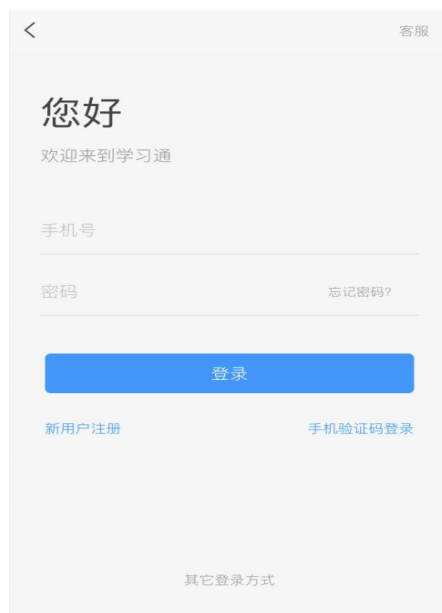 客服
您好
欢迎来到学习通
手机号
密码 忘记密码?
登录
新用户注册 手机验证码登录
其它登录方式